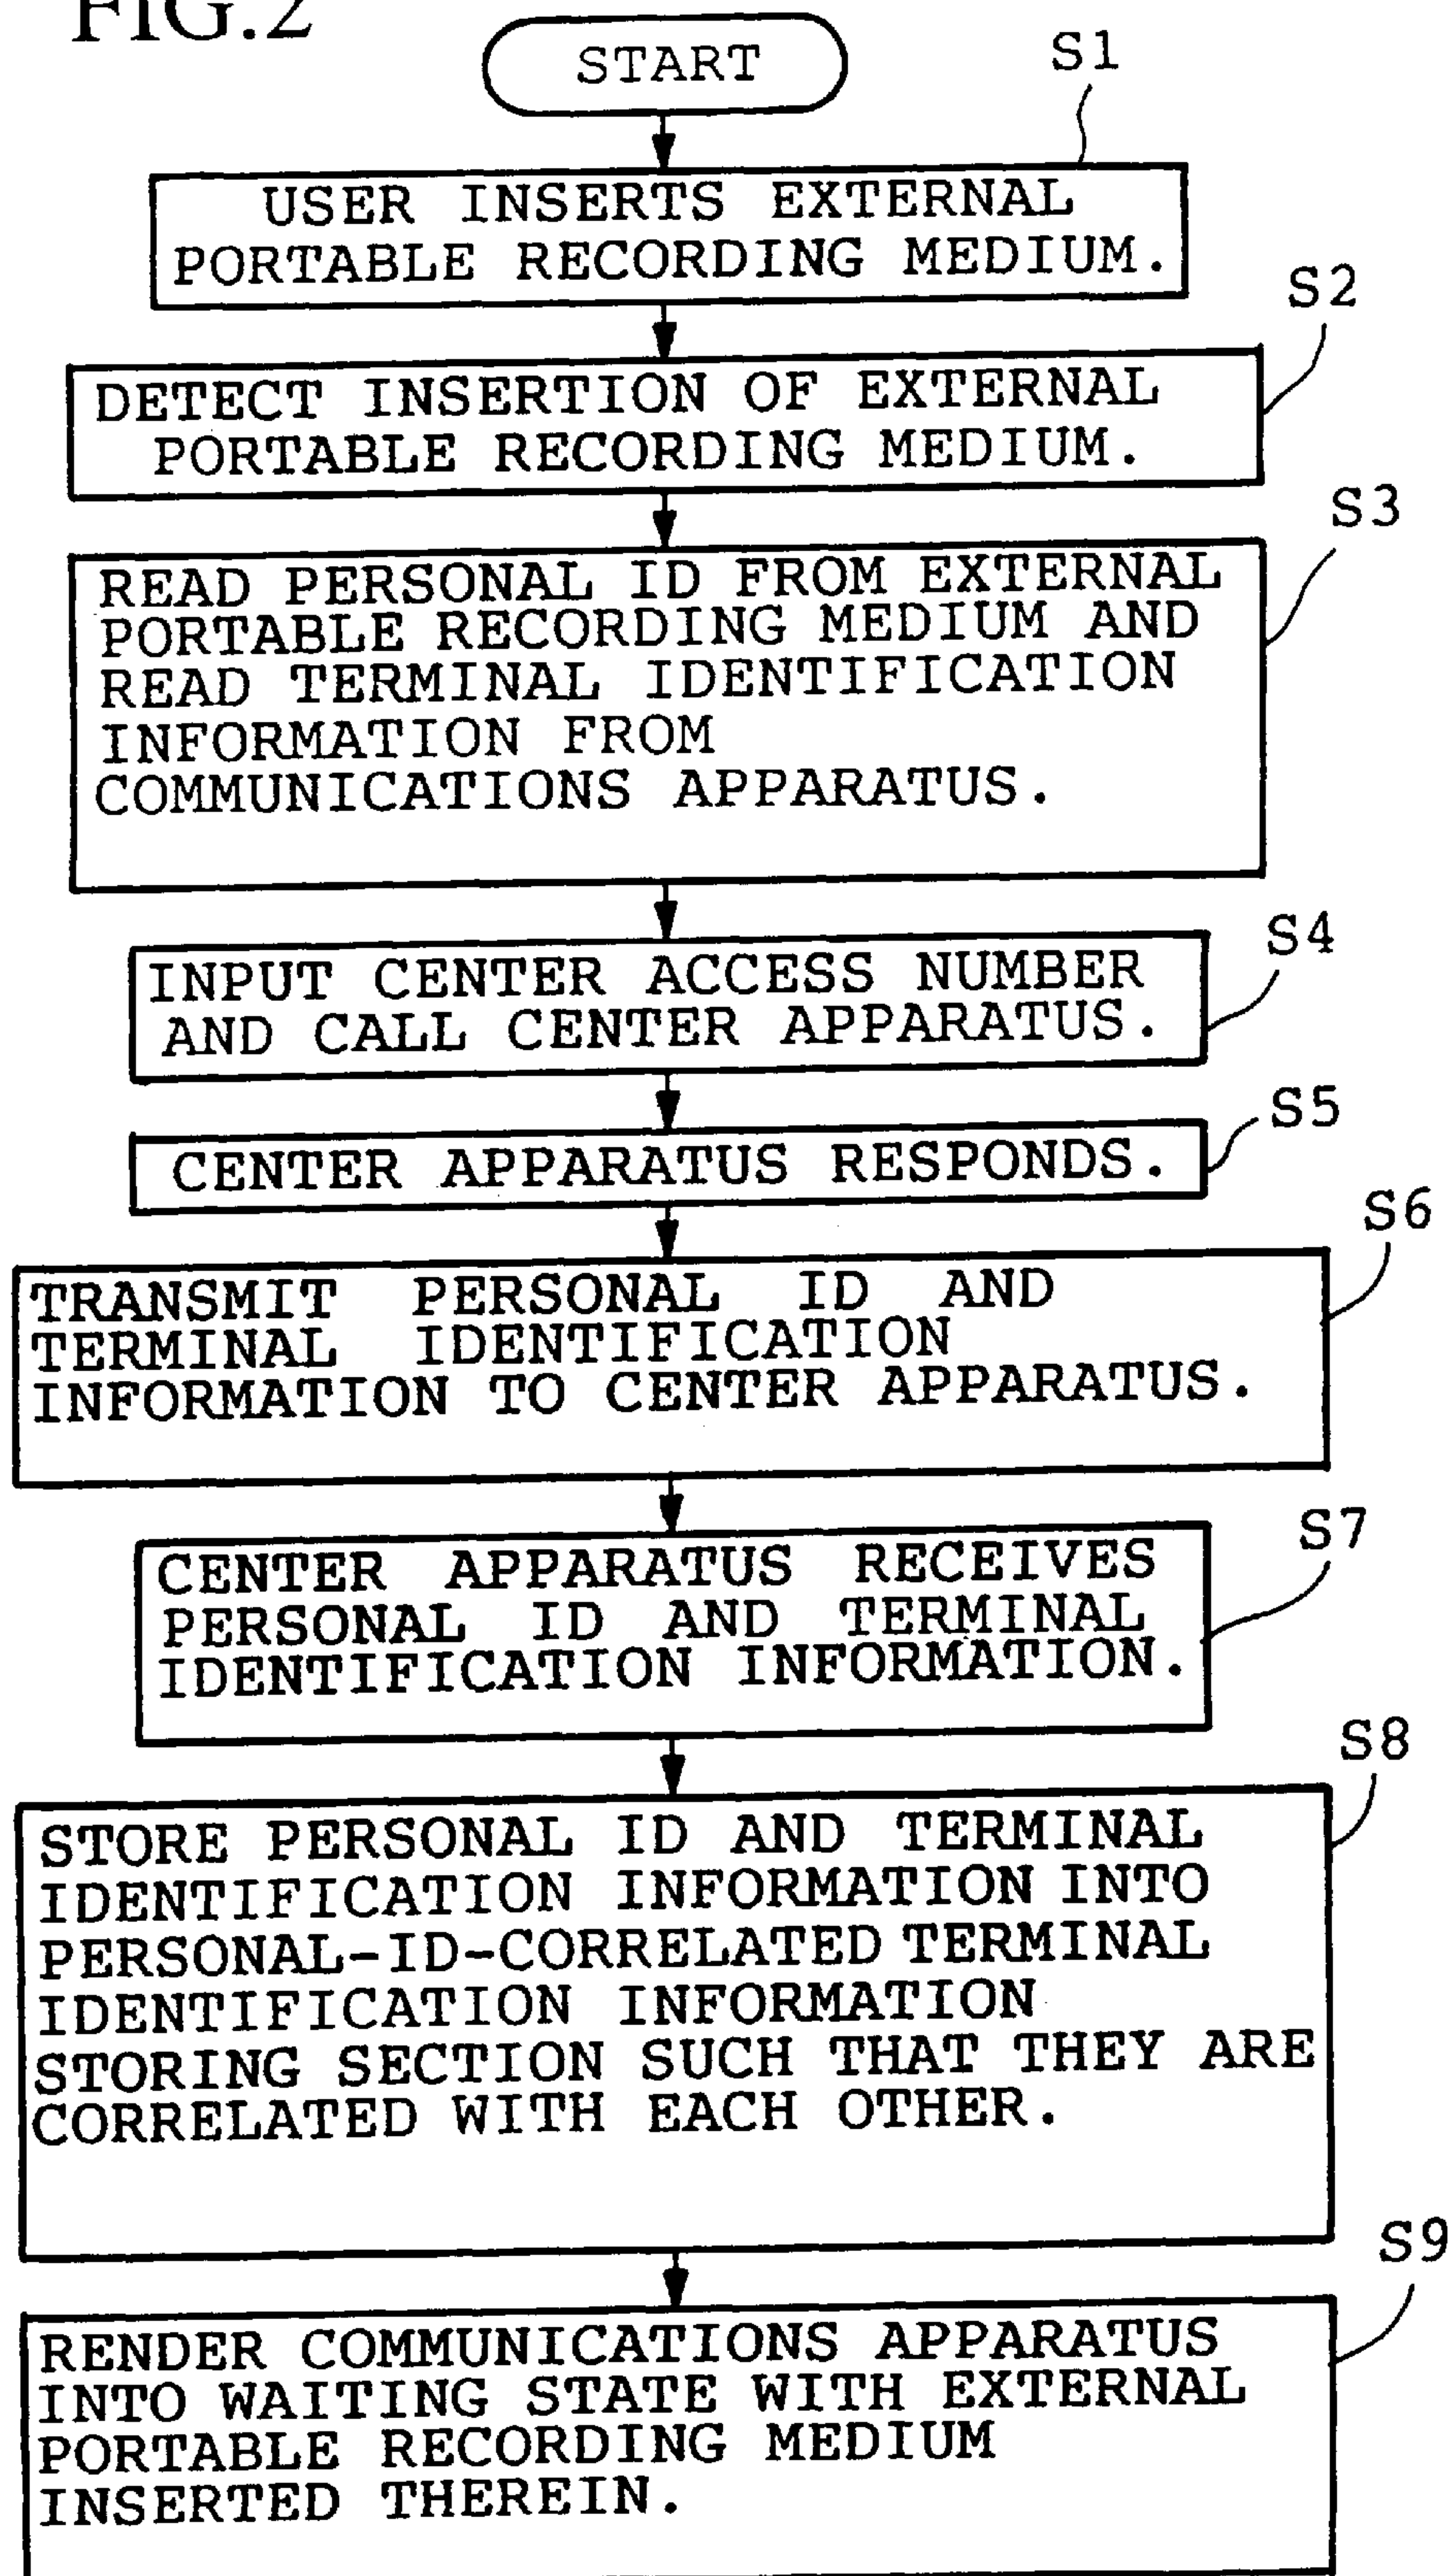 FIG.2
START
S1
USER INSERTS EXTERNAL
PORTABLE RECORDING MEDIUM.
S2
DETECT INSERTION OF EXTERNAL
PORTABLE RECORDING MEDIUM.
S3
READ PERSONAL ID FROM EXTERNAL
PORTABLE RECORDING MEDIUM AND
READ TERMINAL IDENTIFICATION
INFORMATION FROM
COMMUNICATIONS APPARATUS.
S4
INPUT CENTER ACCESS NUMBER
AND CALL CENTER APPARATUS.
S5
CENTER APPARATUS RESPONDS.
S6
TRANSMIT PERSONAL ID AND
TERMINAL IDENTIFICATION
INFORMATION TO CENTER APPARATUS.
S7
CENTER APPARATUS RECEIVES
PERSONAL ID AND TERMINAL
IDENTIFICATION INFORMATION.
S8
STORE PERSONAL ID AND TERMINAL
IDENTIFICATION INFORMATION INTO
PERSONAL-ID-CORRELATED TERMINAL
IDENTIFICATION INFORMATION
STORING SECTION SUCH THAT THEY ARE
CORRELATED WITH EACH OTHER.
S9
RENDER COMMUNICATIONS APPARATUS
INTO WAITING STATE WITH EXTERNAL
PORTABLE RECORDING MEDIUM
INSERTED THEREIN.